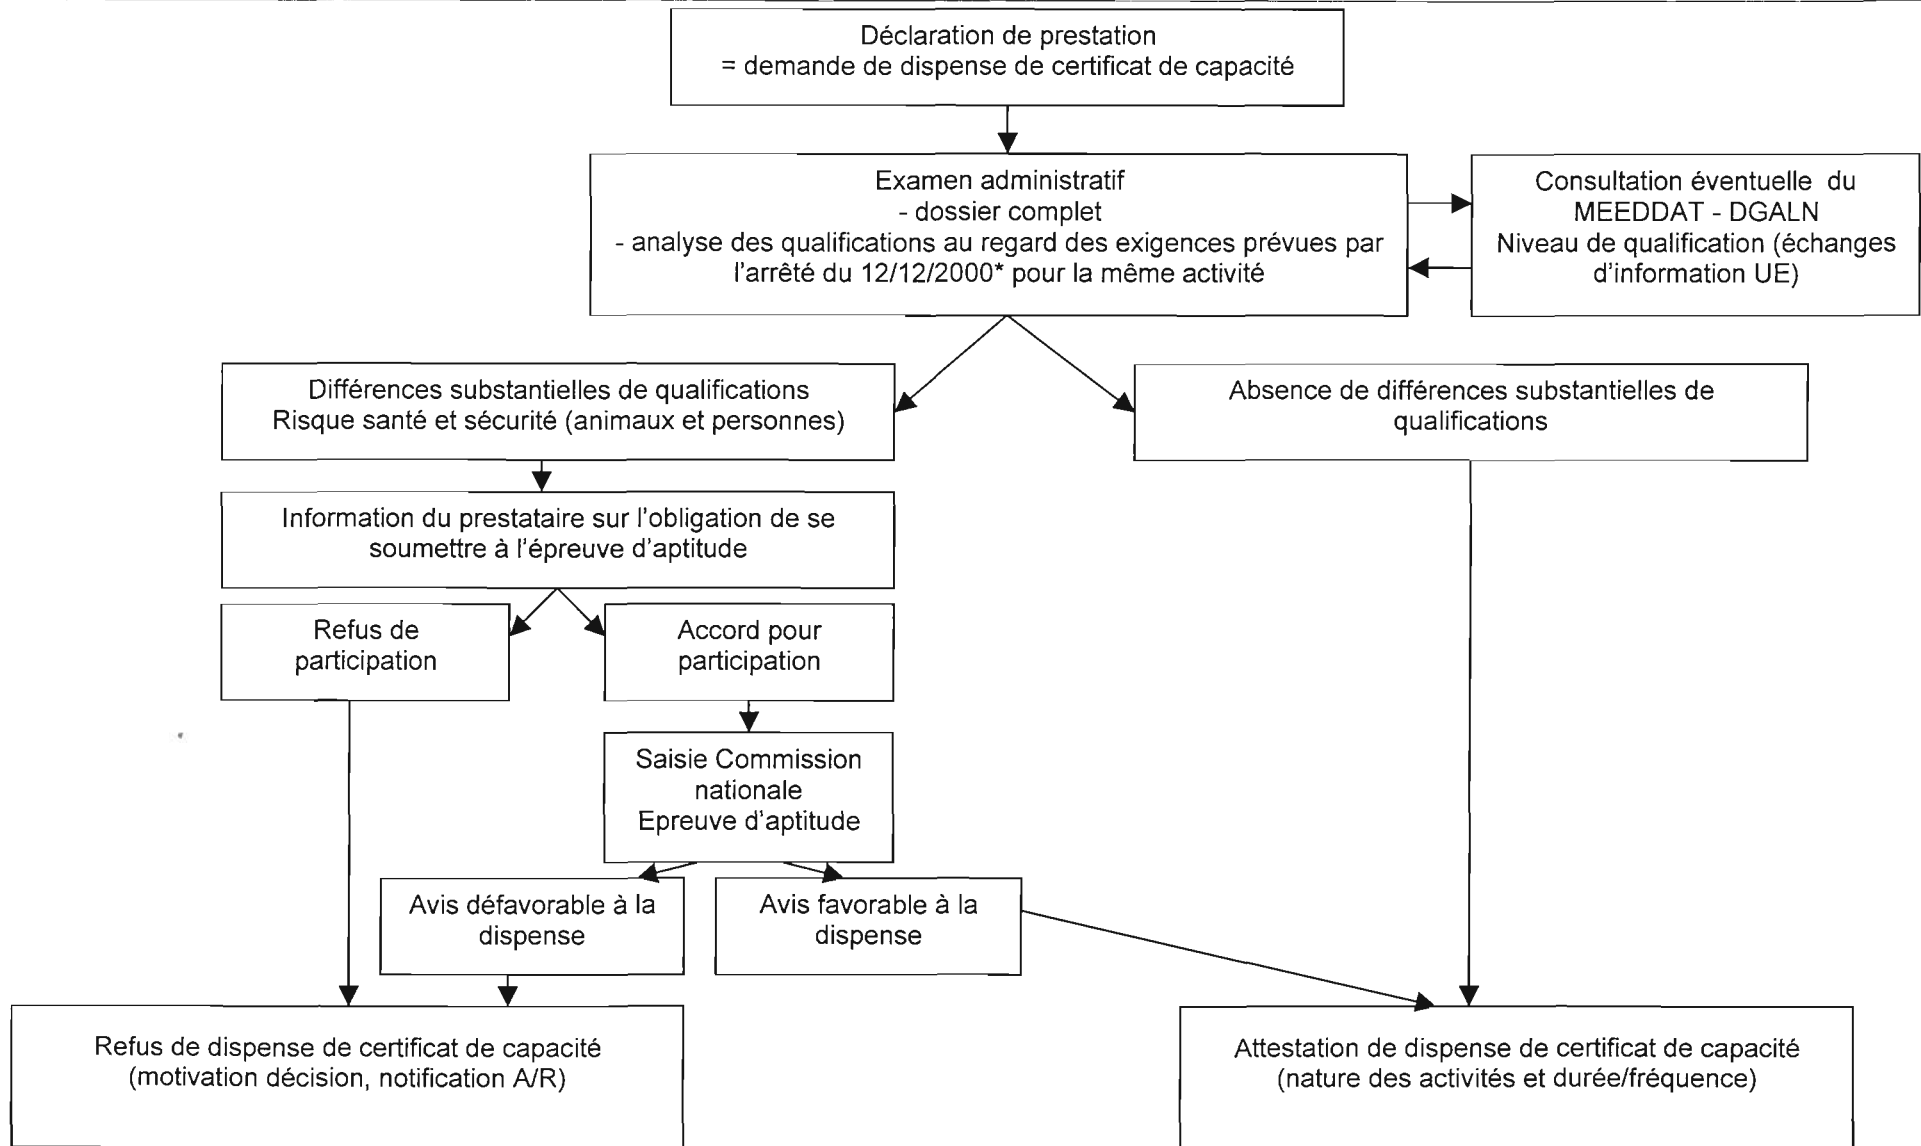 Déclaration de prestation
= demande de dispense de certificat de capacité
Examen administratif
- dossier complet
- analyse des qualifications au regard des exigences prévues par
l'arrêté du 12/12/2000* pour la même activité
Consultation éventuelle du
MEEDDAT - DGALN
Niveau de qualification (échanges
d'information UE)
Différences substantielles de qualifications
Risque santé et sécurité (animaux et personnes)
Absence de différences substantielles de
qualifications
Information du prestataire sur l'obligation de se
soumettre à l'épreuve d'aptitude
Refus de
participation
Accord pour
participation
Saisie Commission
nationale
Epreuve d'aptitude
Avis défavorable à la
dispense
Avis favorable à la
dispense
Refus de dispense de certificat de capacité
(motivation décision, notification A/R)
Attestation de dispense de certificat de capacité
(nature des activités et durée/fréquence)